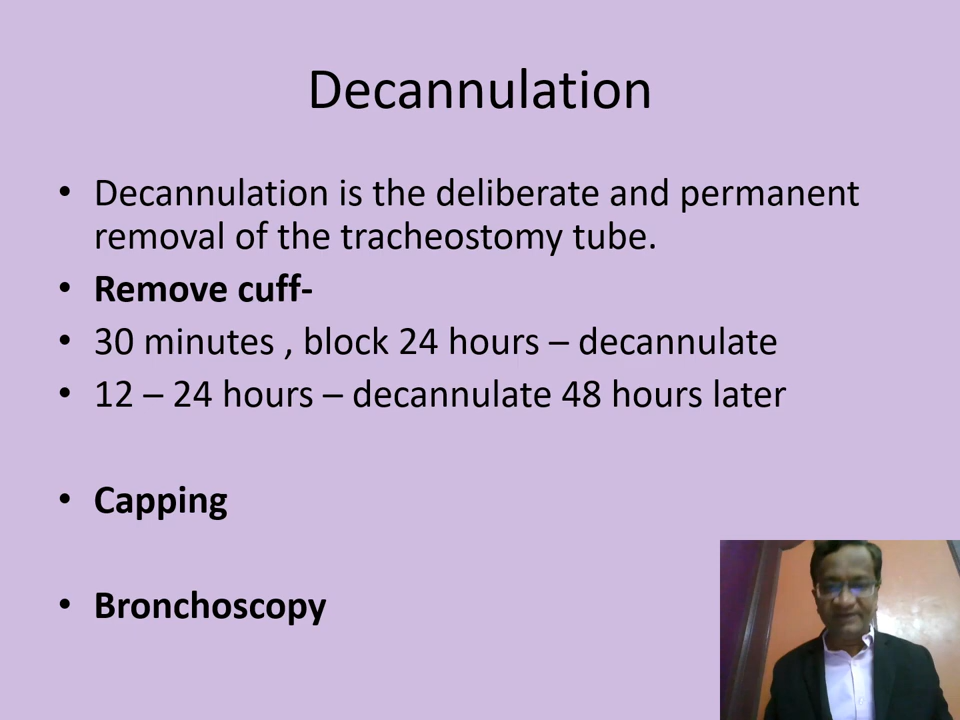 Decannulation
• Decannulation is the deliberate and permanent
removal of the tracheostomy tube.
• Remove cuff-
• 30 minutes , block 24 hours – decannulate
• 12 – 24 hours – decannulate 48 hours later
• Capping
• Bronchoscopy